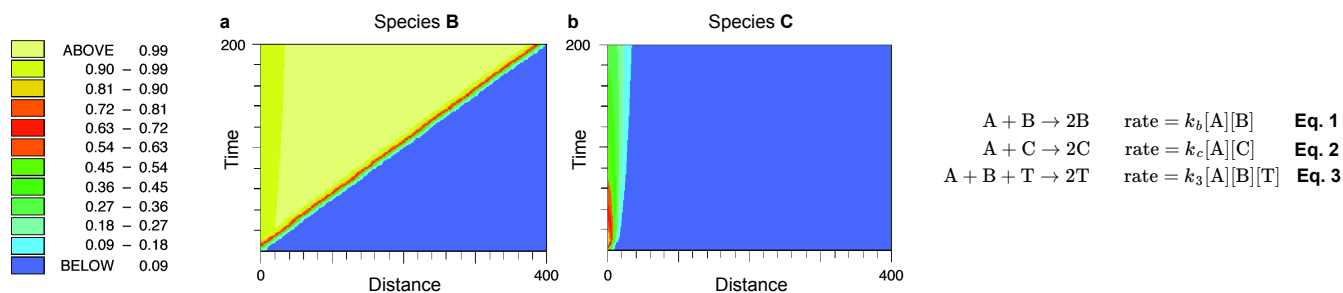 ABOVE 0.99
0.90 – 0.99
0.81 – 0.90
0.72 – 0.81
0.63 – 0.72
0.54 – 0.63
0.45 – 0.54
0.36 – 0.45
0.27 – 0.36
0.18 – 0.27
0.09 – 0.18
BELOW 0.09
a Species B
200
Time
0 400
Distance
b Species C
200
Time
0 400
Distance
A + B → 2B rate = k_b[A][B] Eq. 1
A + C → 2C rate = k_c[A][C] Eq. 2
A + B + T → 2T rate = k_3[A][B][T] Eq. 3